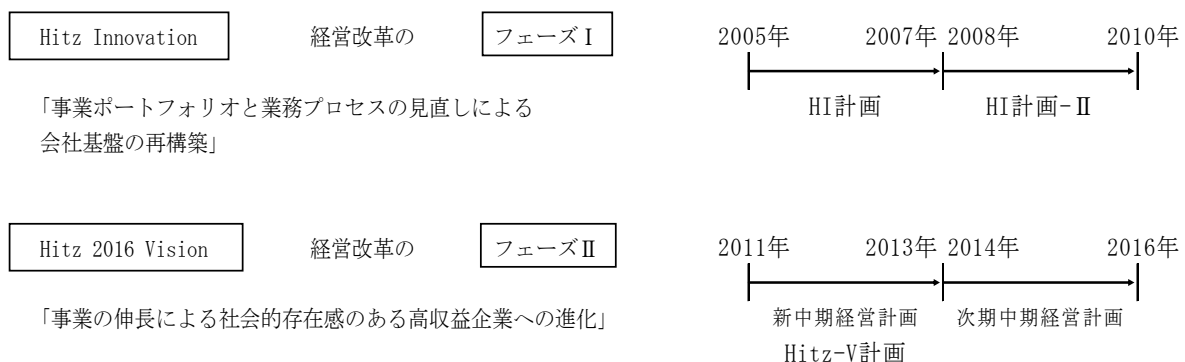 Hitz Innovation 経営改革の フェーズⅠ 2005年 2007年 2008年 2010年
HI計画 HI計画-Ⅱ
「事業ポートフォリオと業務プロセスの見直しによる
会社基盤の再構築」
Hitz 2016 Vision 経営改革の フェーズⅡ 2011年 2013年 2014年 2016年
「事業の伸長による社会的存在感のある高収益企業への進化」 新中期経営計画 次期中期経営計画
Hitz-V計画